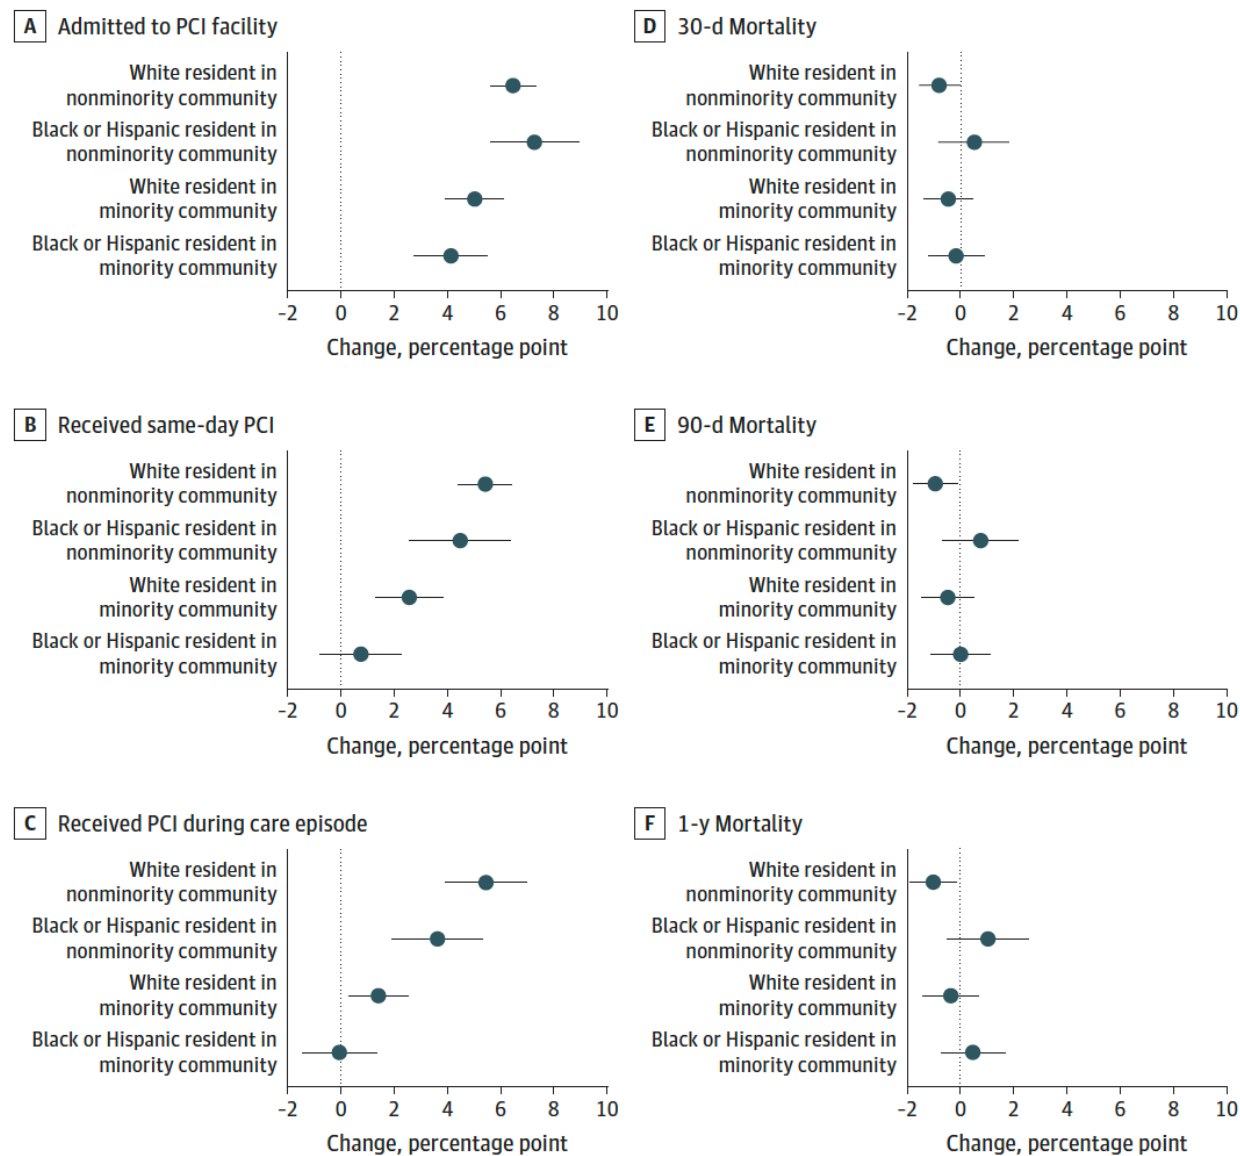 A Admitted to PCI facility
White resident in
nonminority community
Black or Hispanic resident in
nonminority community
White resident in
minority community
Black or Hispanic resident in
minority community
−2 0 2 4 6 8 10
Change, percentage point
B Received same-day PCI
White resident in
nonminority community
Black or Hispanic resident in
nonminority community
White resident in
minority community
Black or Hispanic resident in
minority community
−2 0 2 4 6 8 10
Change, percentage point
C Received PCI during care episode
White resident in
nonminority community
Black or Hispanic resident in
nonminority community
White resident in
minority community
Black or Hispanic resident in
minority community
−2 0 2 4 6 8 10
Change, percentage point
D 30-d Mortality
White resident in
nonminority community
Black or Hispanic resident in
nonminority community
White resident in
minority community
Black or Hispanic resident in
minority community
−2 0 2 4 6 8 10
Change, percentage point
E 90-d Mortality
White resident in
nonminority community
Black or Hispanic resident in
nonminority community
White resident in
minority community
Black or Hispanic resident in
minority community
−2 0 2 4 6 8 10
Change, percentage point
F 1-y Mortality
White resident in
nonminority community
Black or Hispanic resident in
nonminority community
White resident in
minority community
Black or Hispanic resident in
minority community
−2 0 2 4 6 8 10
Change, percentage point